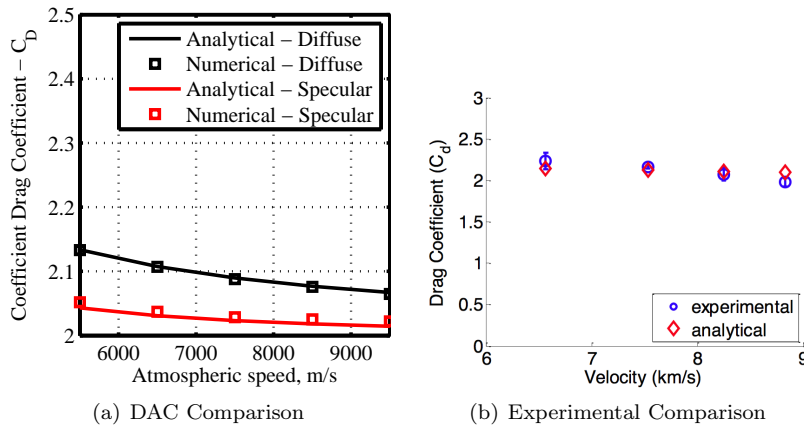 2.5
2.4
2.3
2.2
2.1
2
Coefficient Drag Coefficient – C_D
Analytical – Diffuse
Numerical – Diffuse
Analytical – Specular
Numerical – Specular
6000 7000 8000 9000
Atmospheric speed, m/s
(a) DAC Comparison
3
2.5
2
1.5
1
0.5
0
Drag Coefficient (C_d)
experimental
analytical
6 7 8 9
Velocity (km/s)
(b) Experimental Comparison